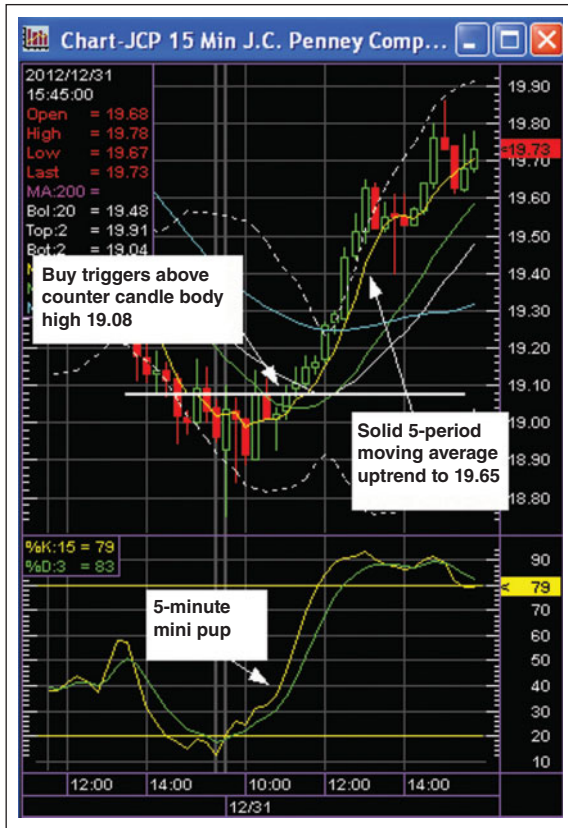 Chart-JCP 15 Min J.C. Penney Comp...
2012/12/31
15:45:00
Open = 19.68
High = 19.78
Low = 19.67
Last = 19.73
MA:200 =
Bol:20 = 19.48
Top:2 = 19.91
Bot:2 = 19.04
Buy triggers above
counter candle body
high 19.08
Solid 5-period
moving average
uptrend to 19.65
19.90
19.80
19.73
19.70
19.60
19.50
19.40
19.30
19.20
19.10
19.00
18.90
18.80
%K:15 = 79
%D:3 = 83
5-minute
mini pup
90
79
70
60
50
40
30
20
10
12:00 14:00 10:00 12:00 14:00
12/31